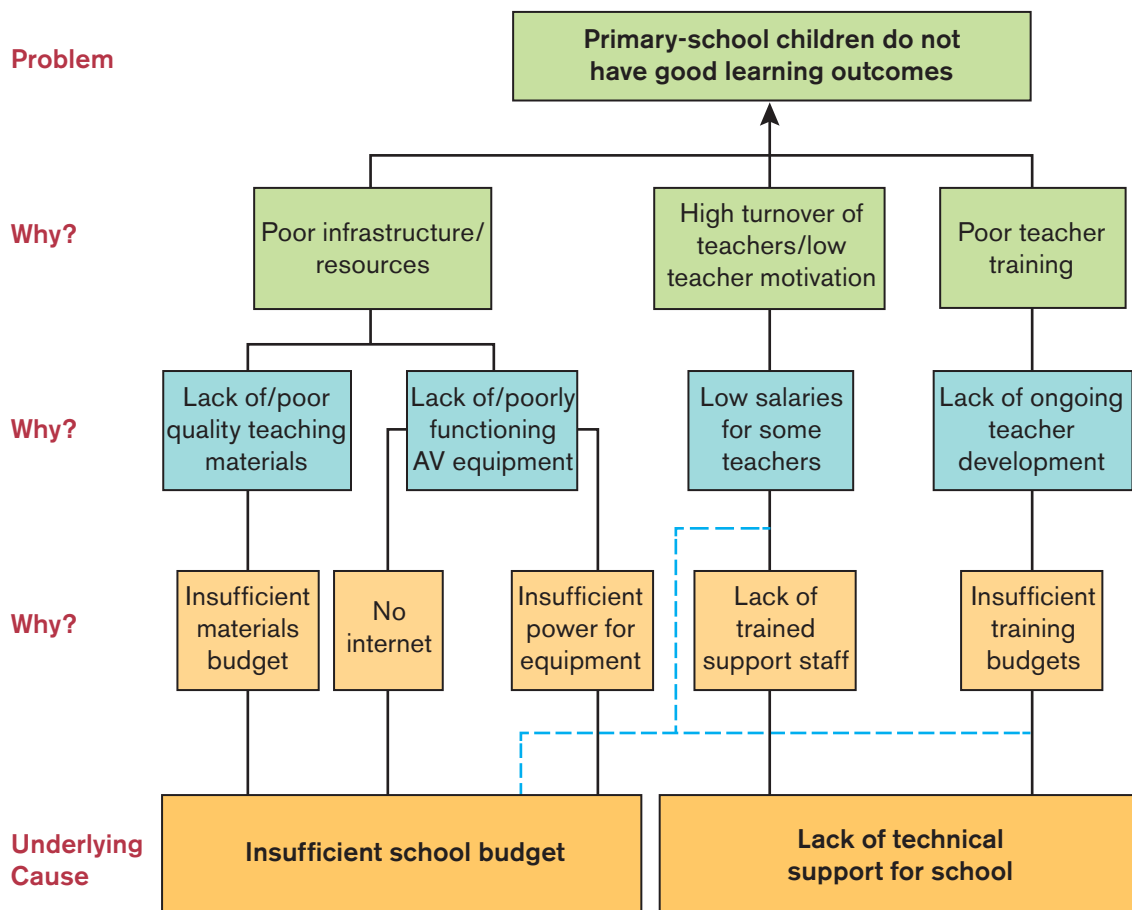 Problem
Primary-school children do not
have good learning outcomes
Why?
Poor infrastructure/
resources
High turnover of
teachers/low
teacher motivation
Poor teacher
training
Why?
Lack of/poor
quality teaching
materials
Lack of/poorly
functioning
AV equipment
Low salaries
for some
teachers
Lack of ongoing
teacher
development
Why?
Insufficient
materials
budget
No
internet
Insufficient
power for
equipment
Lack of
trained
support staff
Insufficient
training
budgets
Underlying
Cause
Insufficient school budget
Lack of technical
support for school